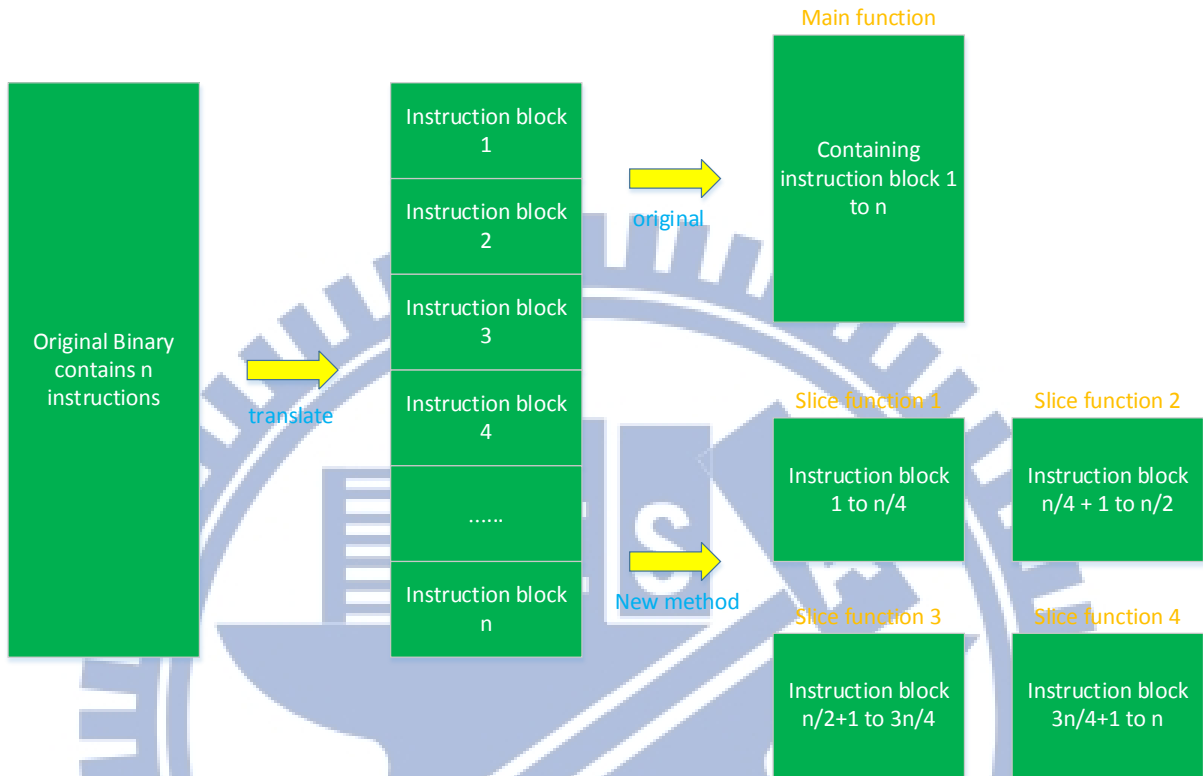 Main function
Original Binary
contains n
instructions
translate
Instruction block
1
Instruction block
2
Instruction block
3
Instruction block
4
......
Instruction block
n
original
Containing
instruction block 1
to n
New method
Slice function 1
Instruction block
1 to n/4
Slice function 2
Instruction block
n/4 + 1 to n/2
Slice function 3
Instruction block
n/2+1 to 3n/4
Slice function 4
Instruction block
3n/4+1 to n